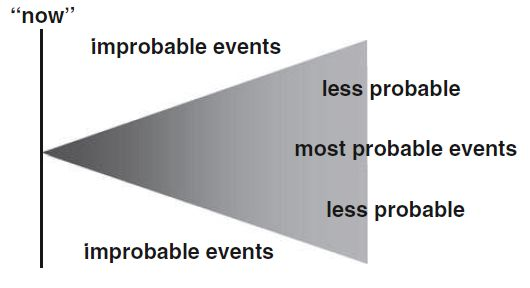 “now”
improbable events
less probable
most probable events
less probable
improbable events